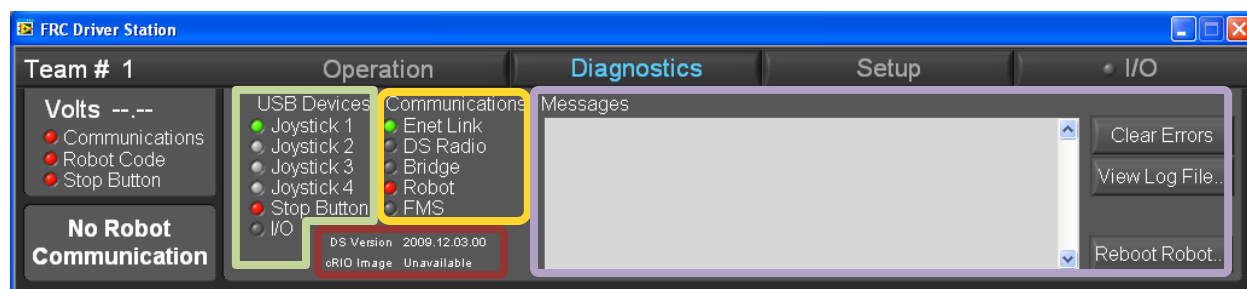 FRC Driver Station
Team # 1
Operation
Diagnostics
Setup
I/O
Volts --.--
Communications
Robot Code
Stop Button
No Robot
Communication
USB Devices
Joystick 1
Joystick 2
Joystick 3
Joystick 4
Stop Button
I/O
Communications
Enet Link
DS Radio
Bridge
Robot
FMS
DS Version 2009.12.03.00
cRIO Image Unavailable
Messages
Clear Errors
View Log File..
Reboot Robot..